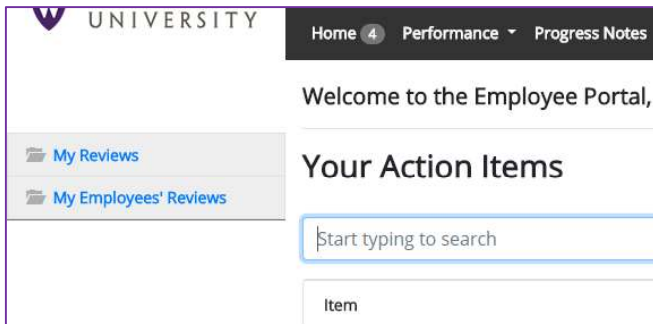 UNIVERSITY
Home 4 Performance Progress Notes
Welcome to the Employee Portal,
My Reviews
My Employees' Reviews
Your Action Items
Start typing to search
Item